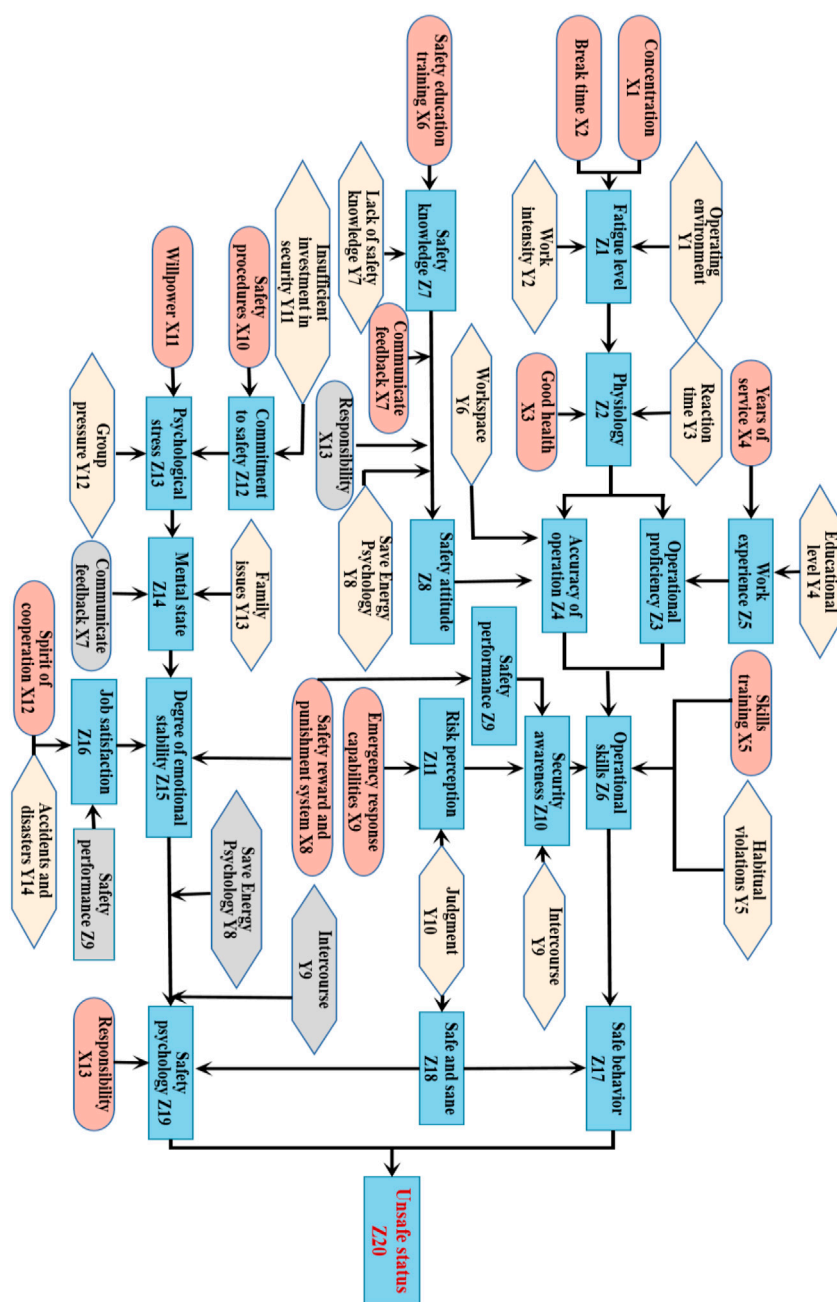 Concentration
X1
Break time X2
Safety education
training X6
Operating
environment
Y1
Fatigue level
Z1
Work
intensity Y2
Safety
knowledge Z7
Lack of safety
knowledge Y7
Insufficient
investment in
security Y11
Safety
procedures X10
Willpower X11
Years of
service X4
Reaction
time Y3
Physiology
Z2
Good health
X3
Workspace
Y6
Communicate
feedback X7
Responsibility
X13
Commitment
to safety Z12
Psychological
stress Z13
Group
pressure Y12
Educational
level Y4
Work
experience Z5
Operational
proficiency Z3
Accuracy of
operation Z4
Safety attitude
Z8
Save Energy
Psychology
Y8
Family
issues Y13
Mental state
Z14
Communicate
feedback X7
Spirit of
cooperation X12
Skills
training X5
Habitual
violations Y5
Operational
skills Z6
Security
awareness Z10
Safety
performance Z9
Intercourse
Y9
Risk perception
Z11
Emergency response
capabilities X9
Safety reward and
punishment system X8
Judgment
Y10
Degree of emotional
stability Z15
Job satisfaction
Z16
Accidents and
disasters Y14
Safety
performance Z9
Save Energy
Psychology
Y8
Intercourse
Y9
Safe behavior
Z17
Safe and sane
Z18
Safety
psychology Z19
Responsibility
X13
Unsafe status
Z20